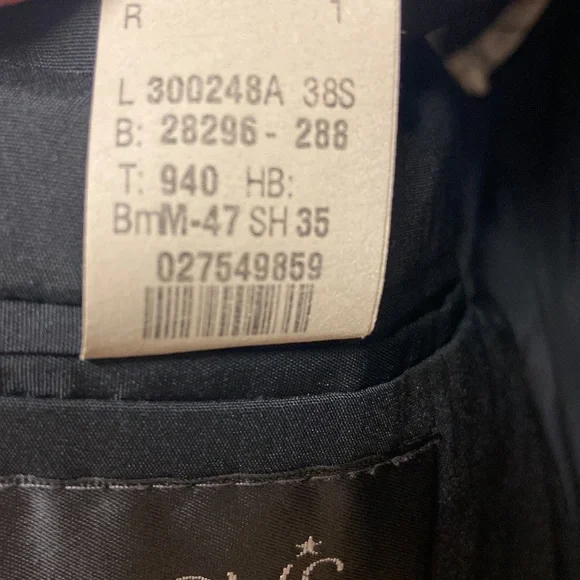 R 1
L 300248A 38S
B: 28296- 288
T: 940 HB:
BmM-47 SH 35
027549859